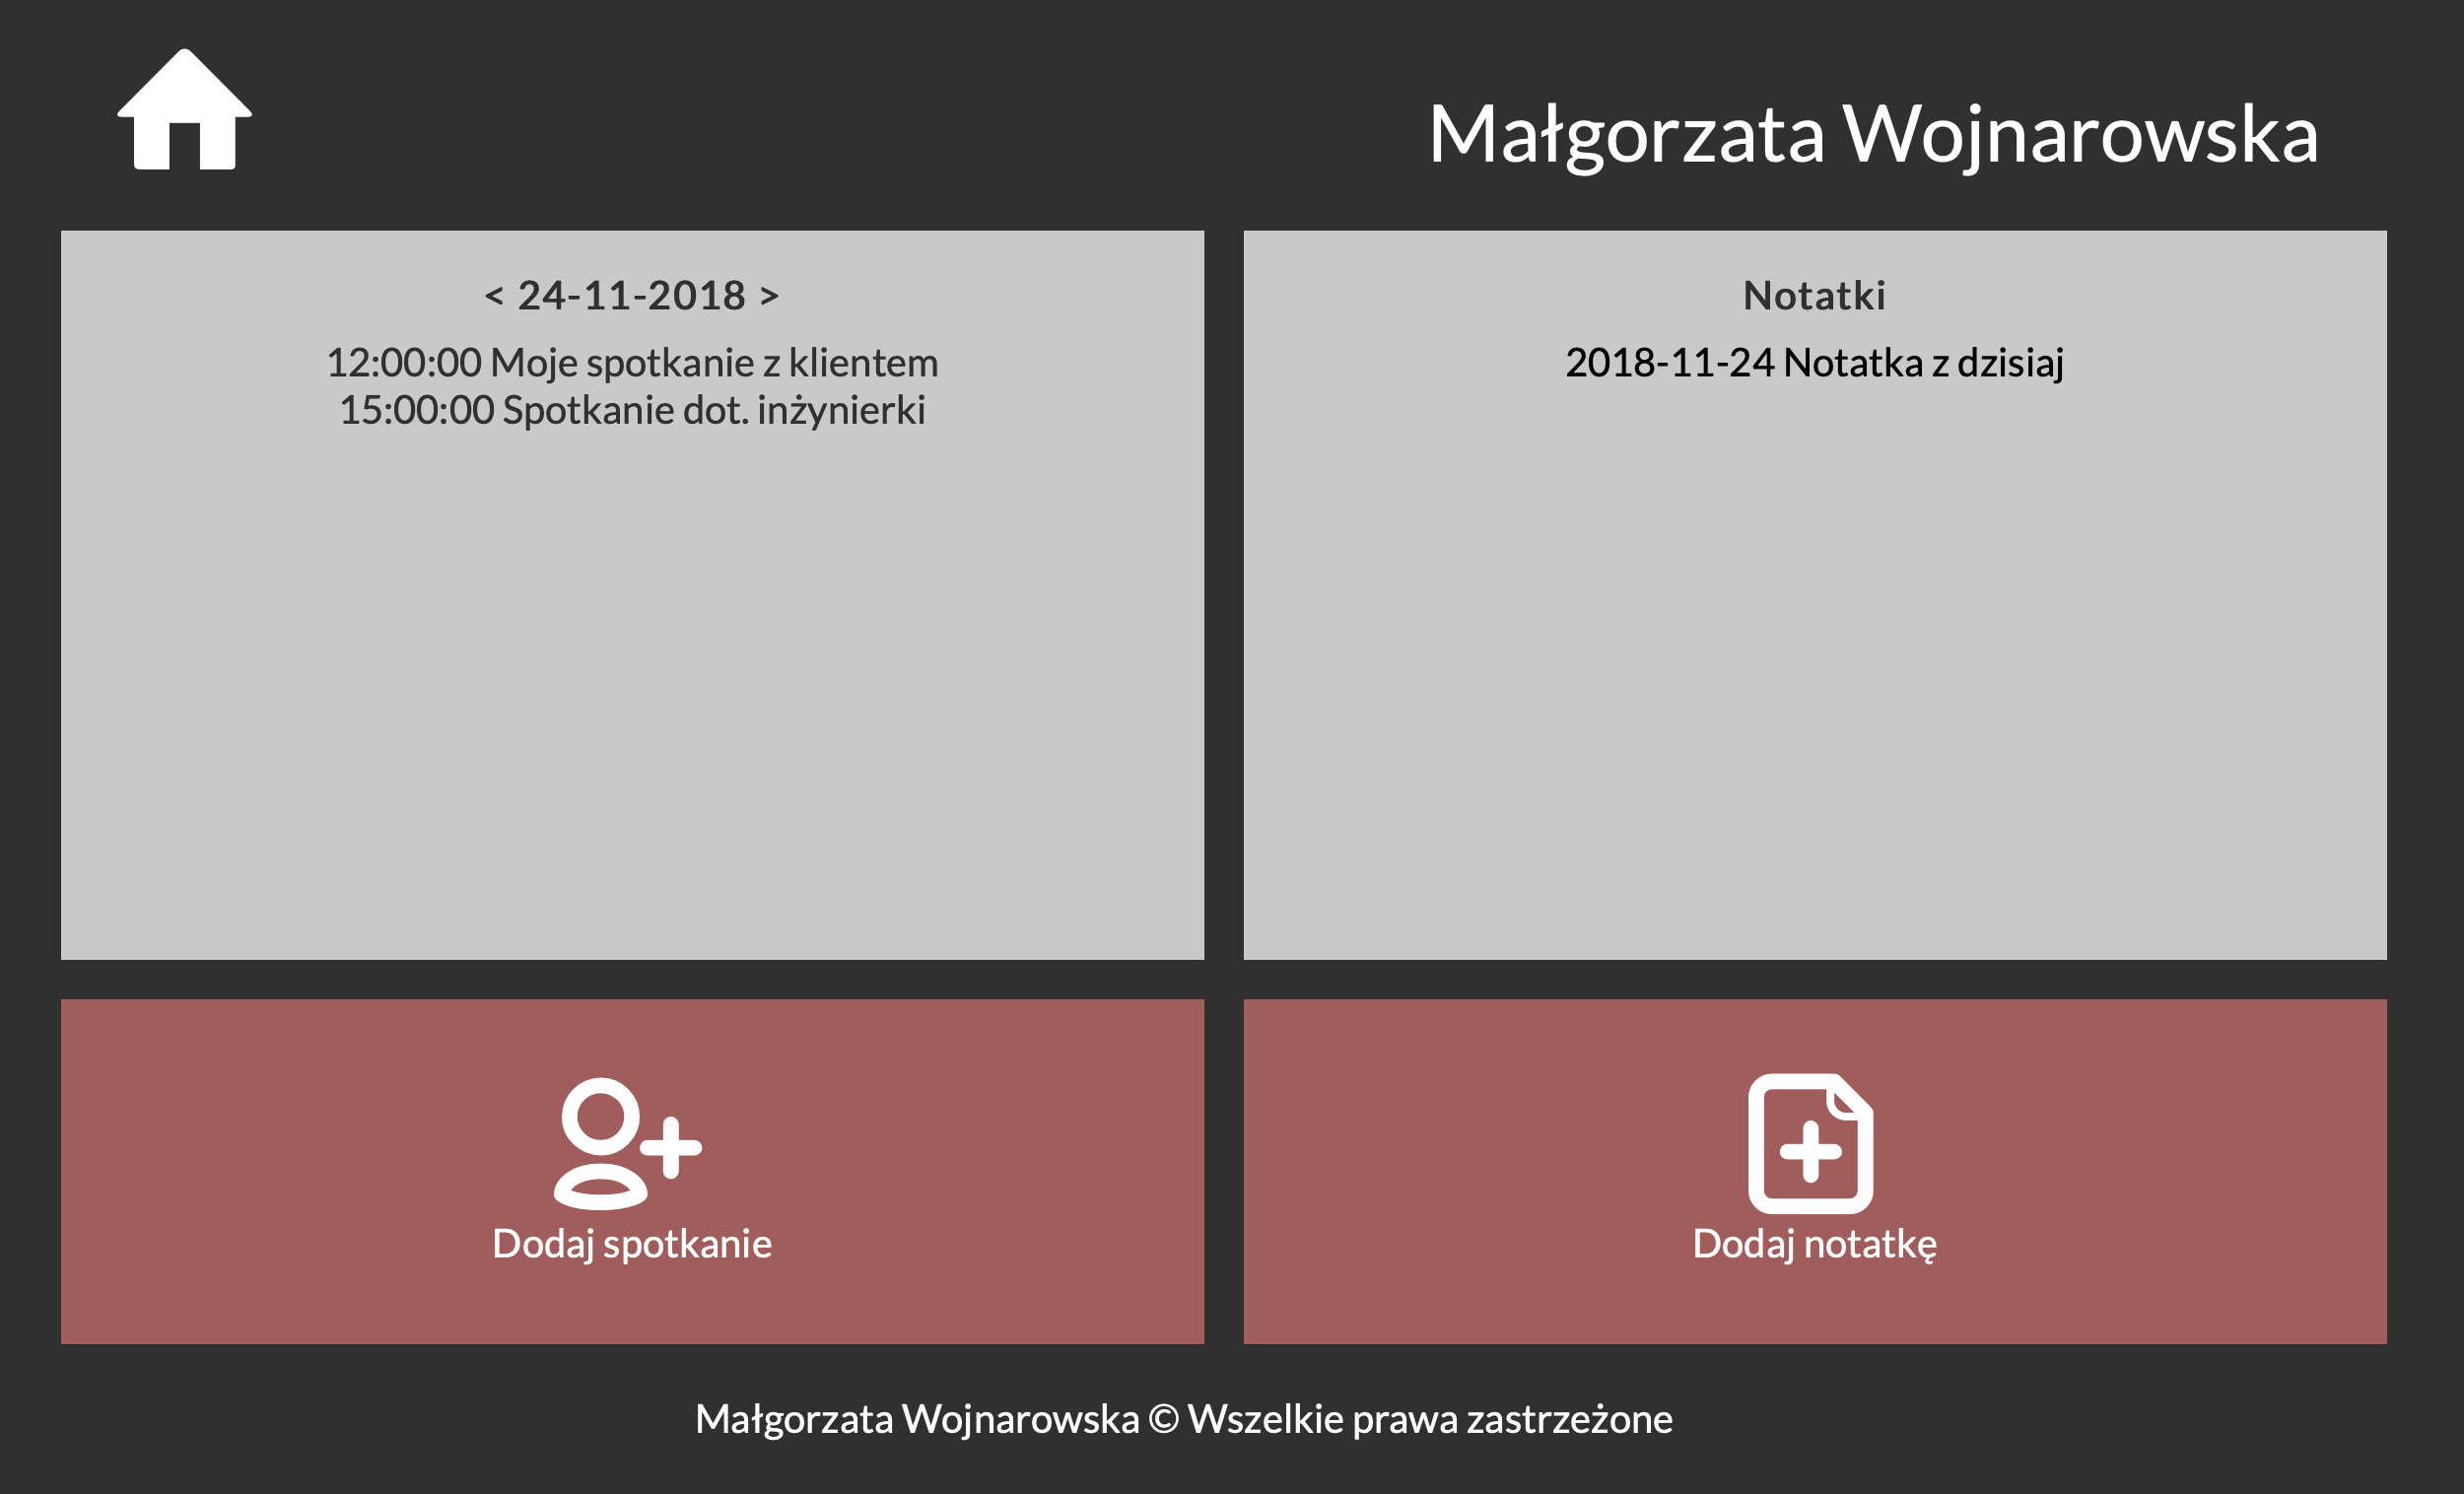 Małgorzata Wojnarowska
< 24-11-2018 >
12:00:00 Moje spotkanie z klientem
15:00:00 Spotkanie dot. inżynierki
Notatki
2018-11-24 Notatka z dzisiaj
Dodaj spotkanie
Dodaj notatkę
Małgorzata Wojnarowska © Wszelkie prawa zastrzeżone